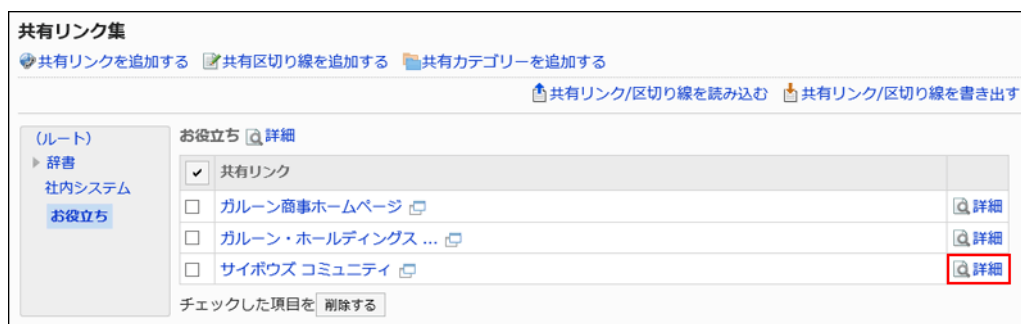 共有リンク集
共有リンクを追加する 共有区切り線を追加する 共有カテゴリーを追加する
共有リンク/区切り線を読み込む 共有リンク/区切り線を書き出す
(ルート)
辞書
社内システム
お役立ち
お役立ち 詳細
共有リンク
ガルーン商事ホームページ 詳細
ガルーン・ホールディングス ... 詳細
サイボウズ コミュニティ 詳細
チェックした項目を 削除する